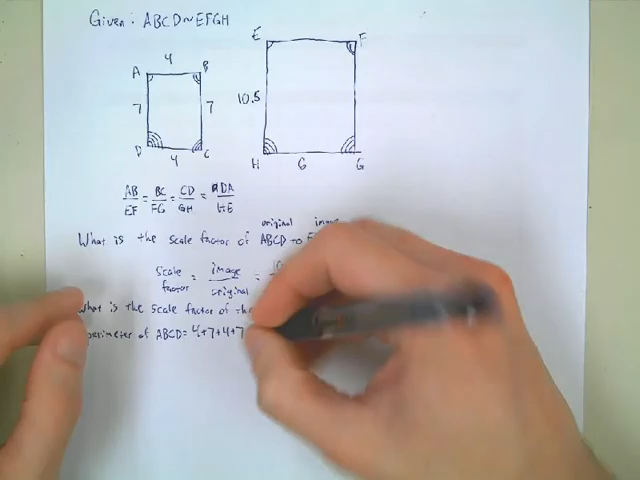 Given: ABCD~EFGH
E F
4
A B
10.5
7 7
D C
4
H 6 G
AB/EF = BC/FG = CD/GH = DA/HE
original
What is the scale factor of ABCD to
scale factor = image/original =
What is the scale factor of
perimeter of ABCD = 4+7+4+7